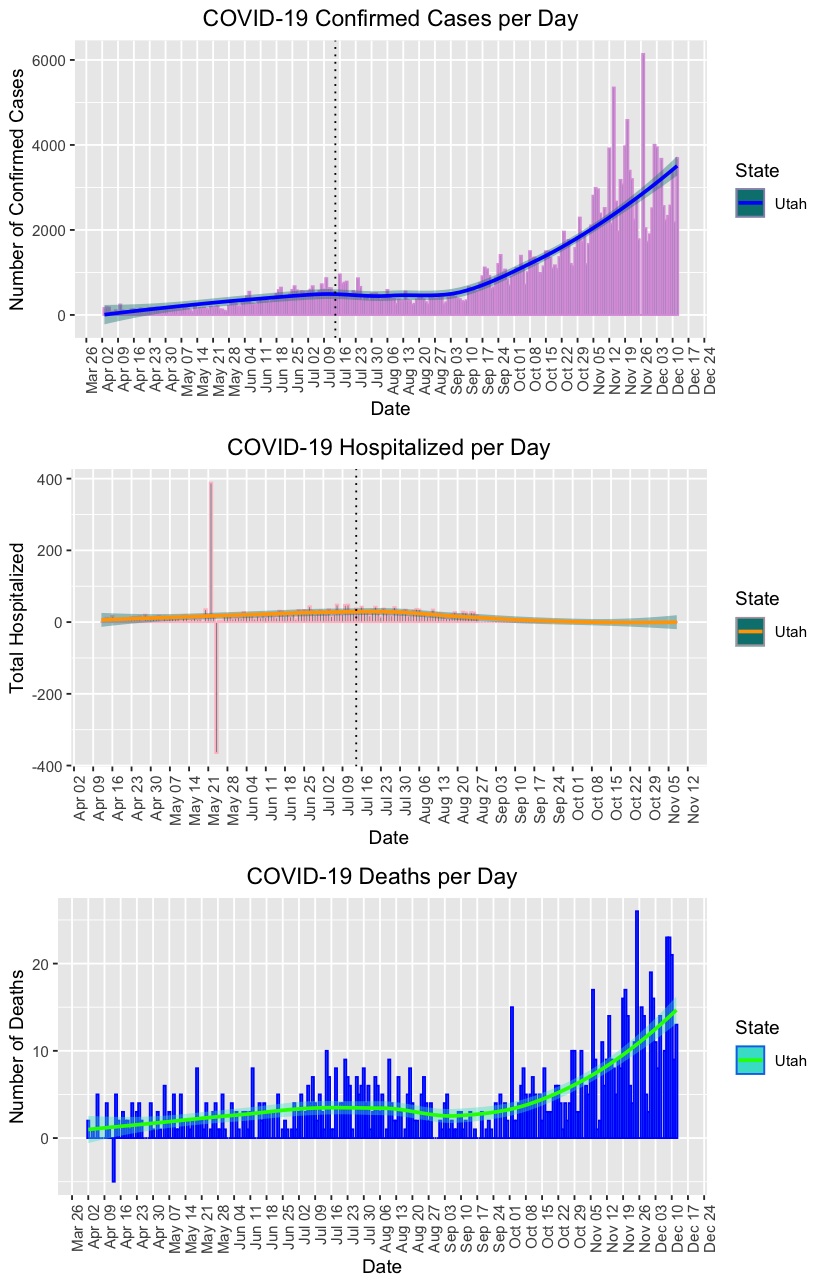 COVID-19 Confirmed Cases per Day
6000
4000
2000
0
Number of Confirmed Cases
Mar 26
Apr 02
Apr 09
Apr 16
Apr 23
Apr 30
May 07
May 14
May 21
May 28
Jun 04
Jun 11
Jun 18
Jun 25
Jul 02
Jul 09
Jul 16
Jul 23
Jul 30
Aug 06
Aug 13
Aug 20
Aug 27
Sep 03
Sep 10
Sep 17
Sep 24
Oct 01
Oct 08
Oct 15
Oct 22
Oct 29
Nov 05
Nov 12
Nov 19
Nov 26
Dec 03
Dec 10
Dec 17
Dec 24
Date
State
Utah
COVID-19 Hospitalized per Day
400
200
0
-200
-400
Total Hospitalized
Apr 02
Apr 09
Apr 16
Apr 23
Apr 30
May 07
May 14
May 21
May 28
Jun 04
Jun 11
Jun 18
Jun 25
Jul 02
Jul 09
Jul 16
Jul 23
Jul 30
Aug 06
Aug 13
Aug 20
Aug 27
Sep 03
Sep 10
Sep 17
Sep 24
Oct 01
Oct 08
Oct 15
Oct 22
Oct 29
Nov 05
Nov 12
Date
State
Utah
COVID-19 Deaths per Day
20
10
0
Number of Deaths
Mar 26
Apr 02
Apr 09
Apr 16
Apr 23
Apr 30
May 07
May 14
May 21
May 28
Jun 04
Jun 11
Jun 18
Jun 25
Jul 02
Jul 09
Jul 16
Jul 23
Jul 30
Aug 06
Aug 13
Aug 20
Aug 27
Sep 03
Sep 10
Sep 17
Sep 24
Oct 01
Oct 08
Oct 15
Oct 22
Oct 29
Nov 05
Nov 12
Nov 19
Nov 26
Dec 03
Dec 10
Dec 17
Dec 24
Date
State
Utah